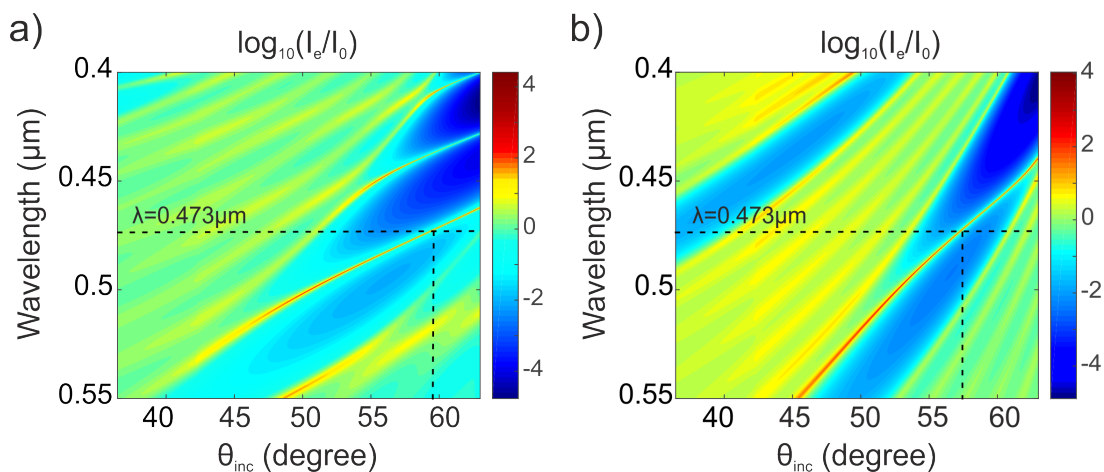 a)
log₁₀(Iₑ/I₀)
0.4
0.45
0.5
0.55
Wavelength (μm)
λ=0.473μm
40 45 50 55 60
θinc (degree)
4
2
0
-2
-4
b)
log₁₀(Iₑ/I₀)
0.4
0.45
0.5
0.55
Wavelength (μm)
λ=0.473μm
40 45 50 55 60
θinc (degree)
4
2
0
-2
-4